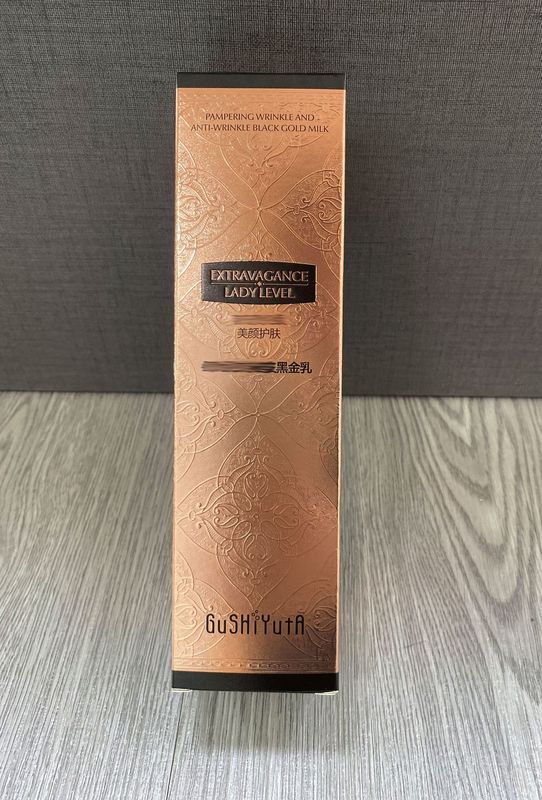 PAMPERING WRINKLE AND
ANTI-WRINKLE BLACK GOLD MILK
EXTRAVAGANCE
LADY LEVEL
美颜护肤
黑金乳
GuSHiYutA